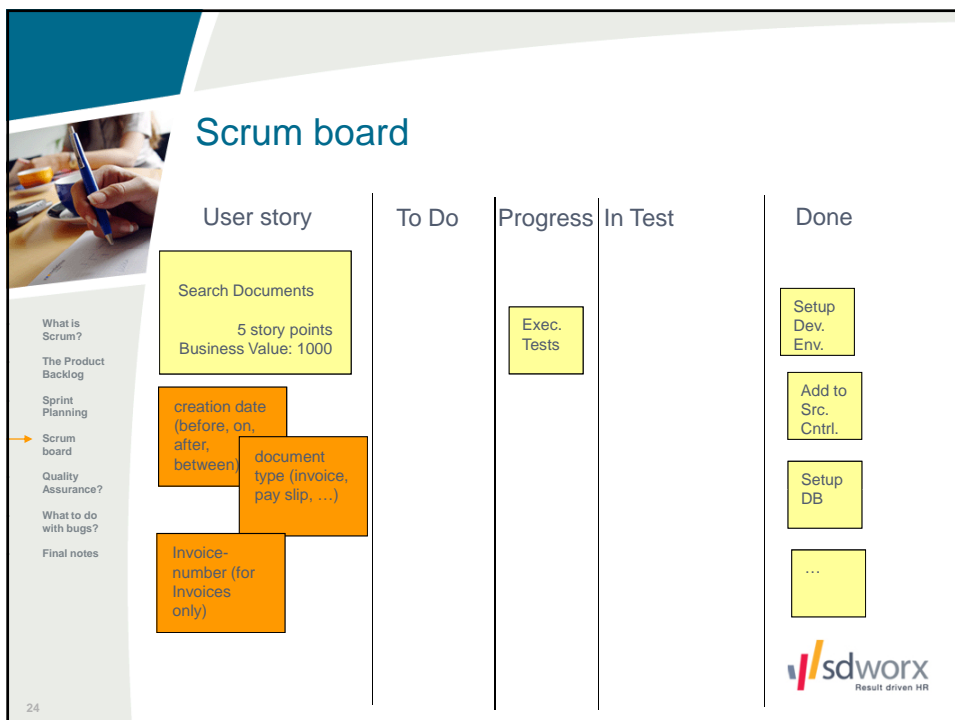 Scrum board
User story
To Do
Progress
In Test
Done
Search Documents
5 story points
Business Value: 1000
creation date
(before, on,
after,
between)
document
type (invoice,
pay slip, …)
Invoice-
number (for
Invoices
only)
Exec.
Tests
Setup
Dev.
Env.
Add to
Src.
Cntrl.
Setup
DB
…
What is
Scrum?
The Product
Backlog
Sprint
Planning
Scrum
board
Quality
Assurance?
What to do
with bugs?
Final notes
sdworx
Result driven HR
24